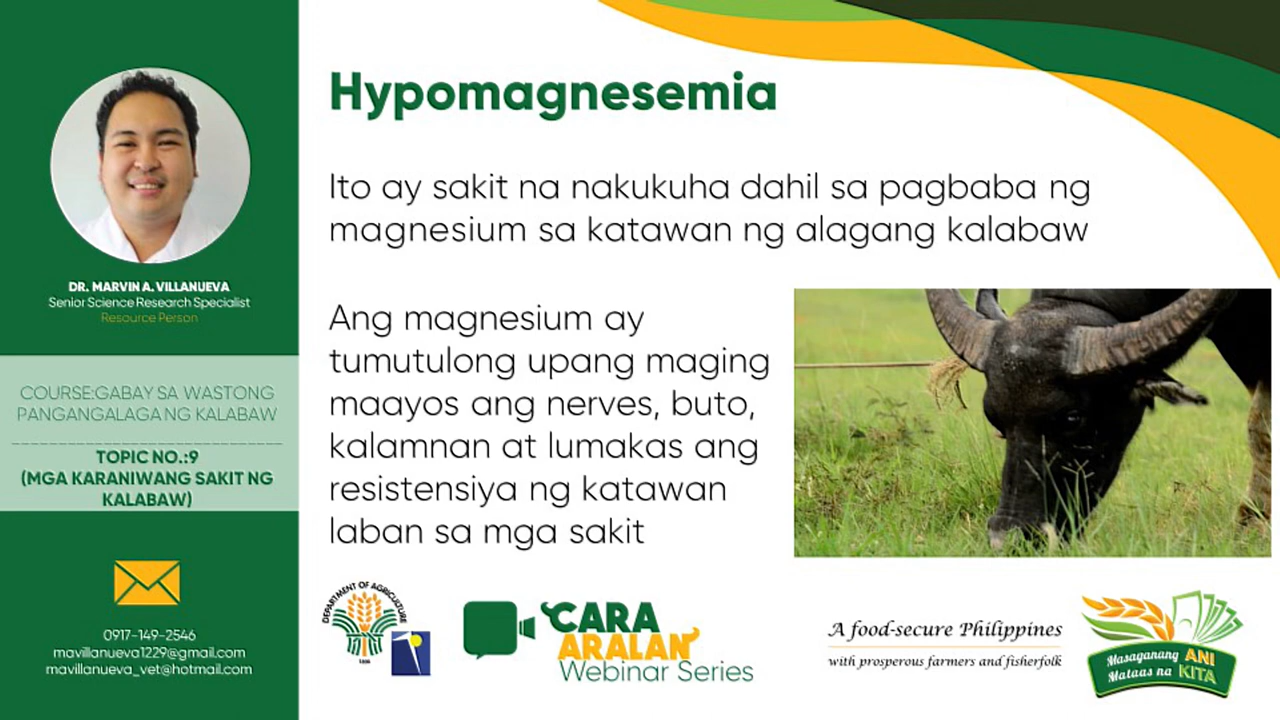 DR. MARVIN A. VILLANUEVA
Senior Science Research Specialist
Resource Person
COURSE:GABAY SA WASTONG
PANGANGALAGA NG KALABAW
TOPIC NO.:9
(MGA KARANIWANG SAKIT NG
KALABAW)
0917-149-2546
mavillanueva1229@gmail.com
mavillanueva_vet@hotmail.com
Hypomagnesemia
Ito ay sakit na nakukuha dahil sa pagbaba ng
magnesium sa katawan ng alagang kalabaw
Ang magnesium ay
tumutulong upang maging
maayos ang nerves, buto,
kalamnan at lumakas ang
resistensiya ng katawan
laban sa mga sakit
DEPARTMENT OF AGRICULTURE
1898
CARA
ARALAN
Webinar Series
A food-secure Philippines
with prosperous farmers and fisherfolk
Masaganang ANI
Mataas na KITA